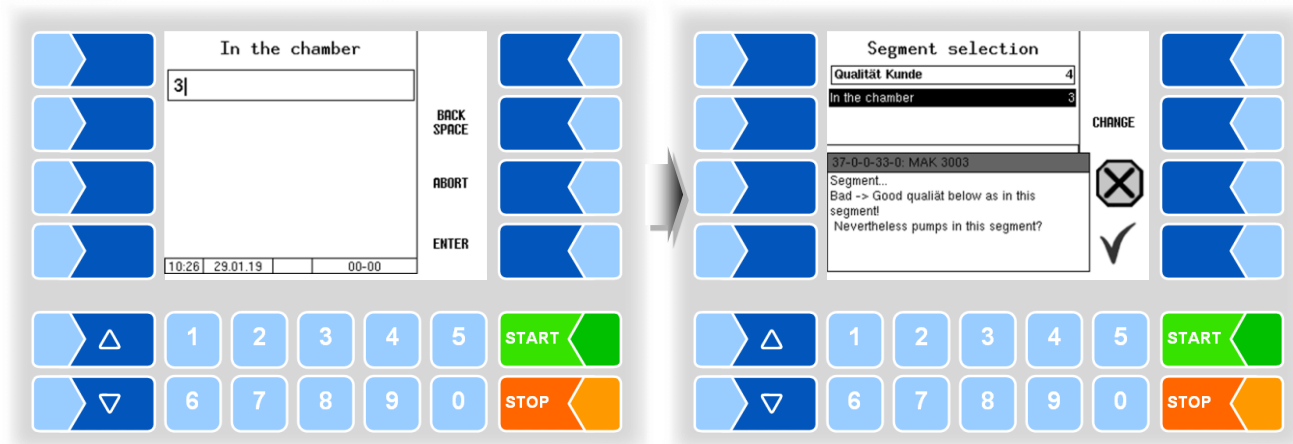 In the chamber
3
BACK
SPACE
ABORT
ENTER
10:26 29.01.19 00-00
1 2 3 4 5 START
6 7 8 9 0 STOP
Segment selection
Qualität Kunde 4
In the chamber 3
CHANGE
37-0-0-33-0: MAK 3003
Segment...
Bad -> Good qualiät below as in this
segment!
Nevertheless pumps in this segment?
1 2 3 4 5 START
6 7 8 9 0 STOP